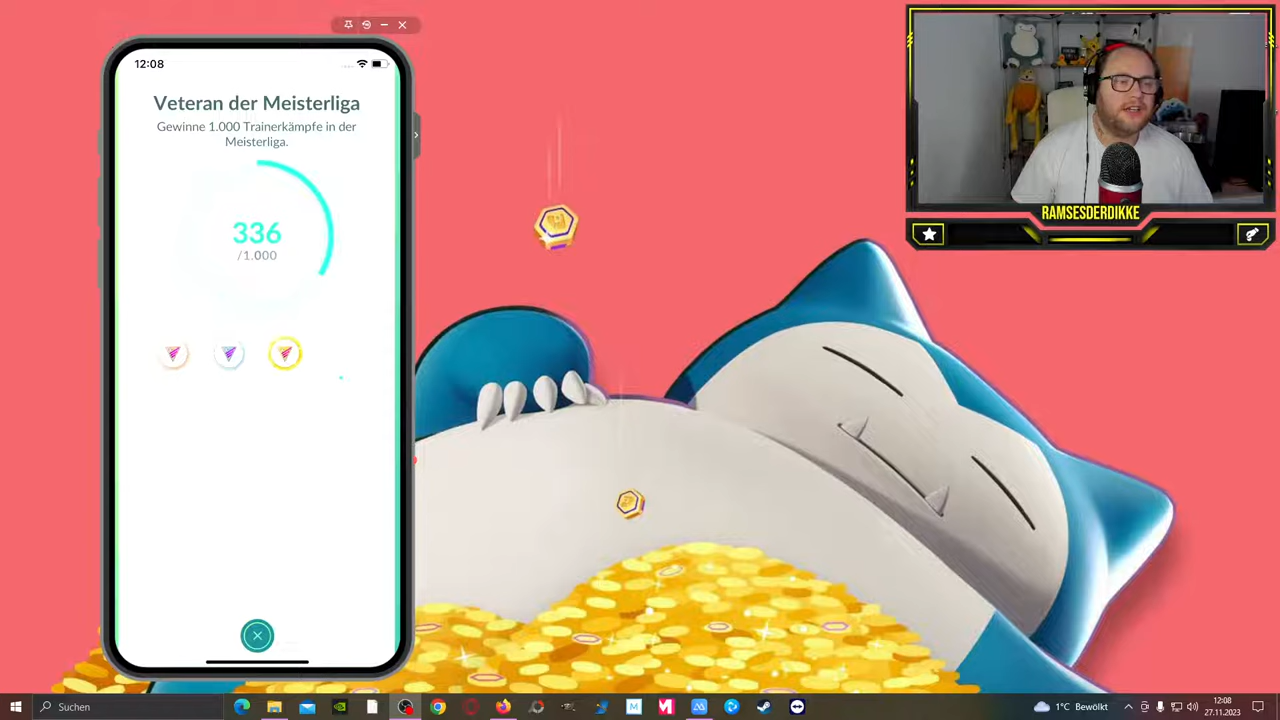 12:08
Veteran der Meisterliga
Gewinne 1.000 Trainerkämpfe in der
Meisterliga.
336
/1.000
RAMSESDERDIKKE
Suchen
1°C Bewölkt
12:08
27.11.2023